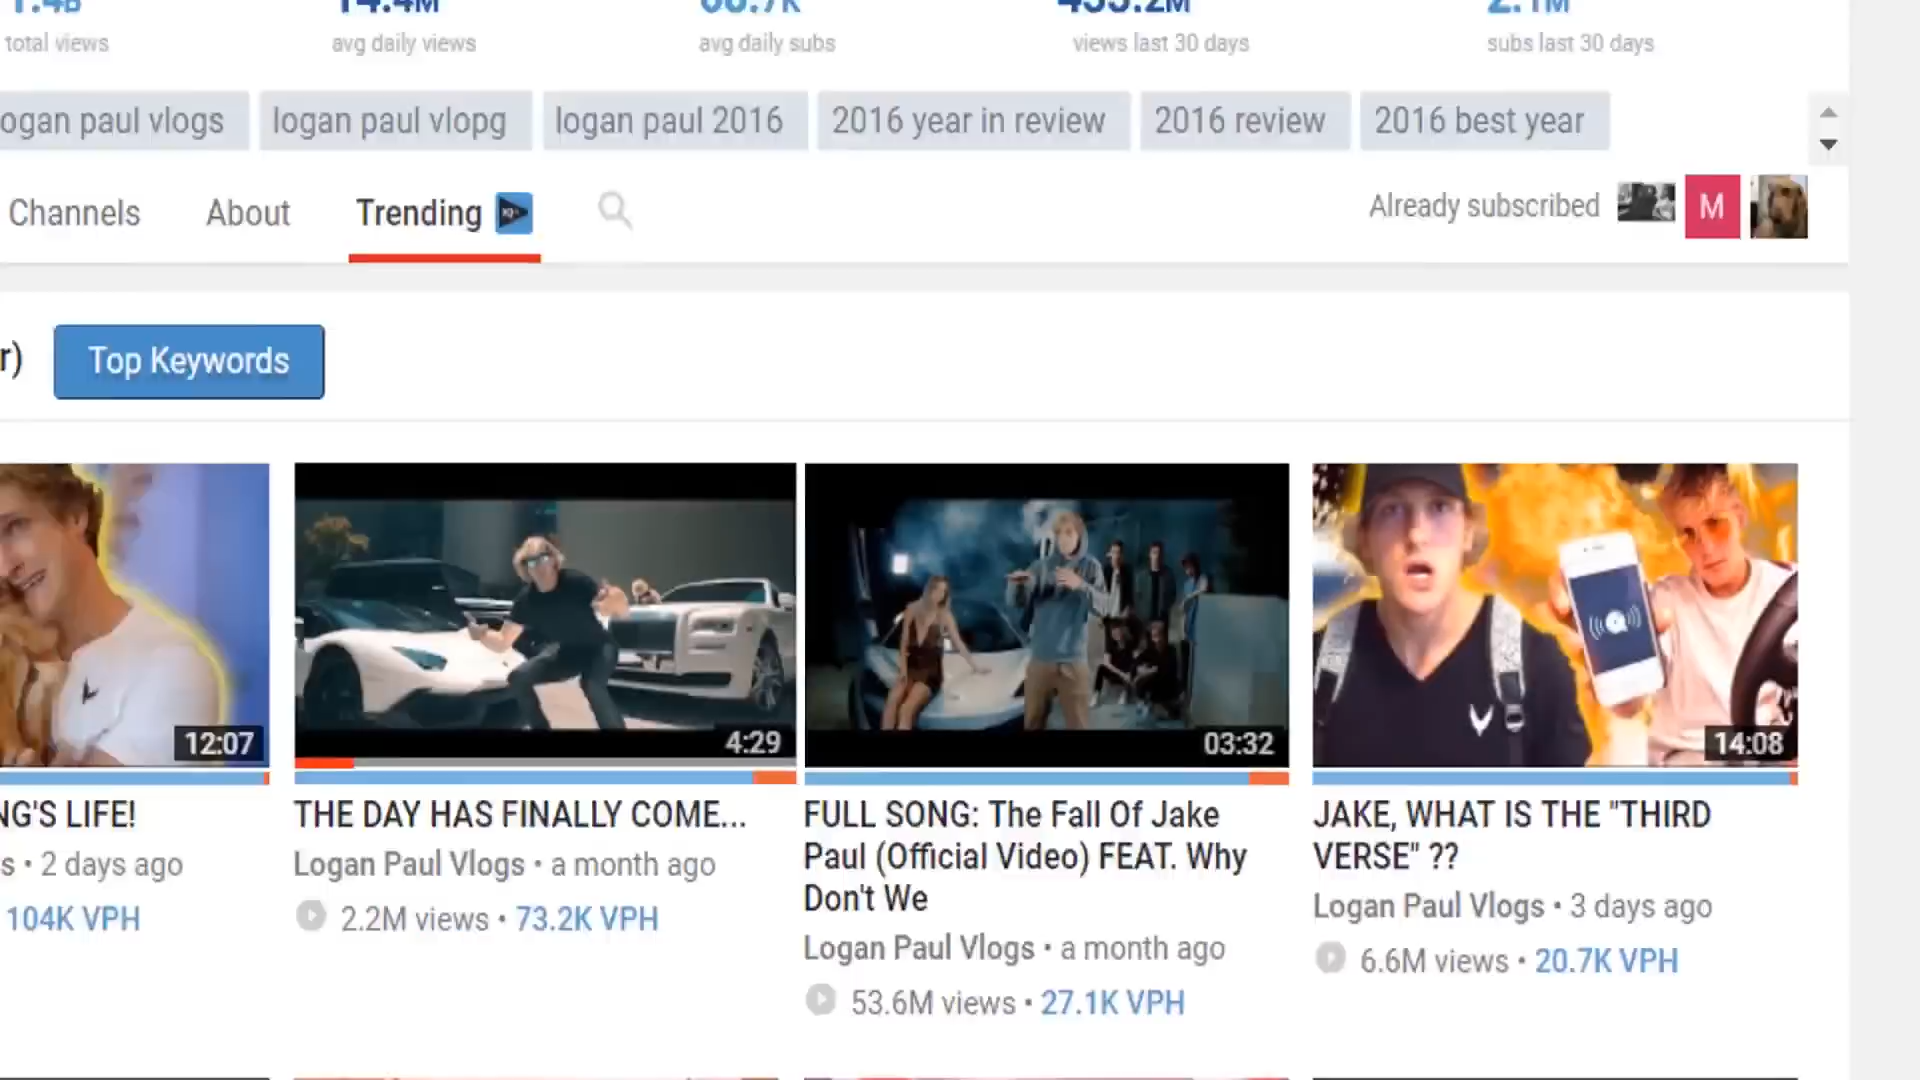 total views avg daily views avg daily subs views last 30 days subs last 30 days
ogan paul vlogs logan paul vlopg logan paul 2016 2016 year in review 2016 review 2016 best year
Channels About Trending Already subscribed M
r) Top Keywords
12:07 4:29 03:32 14:08
NG'S LIFE!
s • 2 days ago
104K VPH
THE DAY HAS FINALLY COME...
Logan Paul Vlogs • a month ago
2.2M views • 73.2K VPH
FULL SONG: The Fall Of Jake
Paul (Official Video) FEAT. Why
Don't We
Logan Paul Vlogs • a month ago
53.6M views • 27.1K VPH
JAKE, WHAT IS THE "THIRD
VERSE" ??
Logan Paul Vlogs • 3 days ago
6.6M views • 20.7K VPH